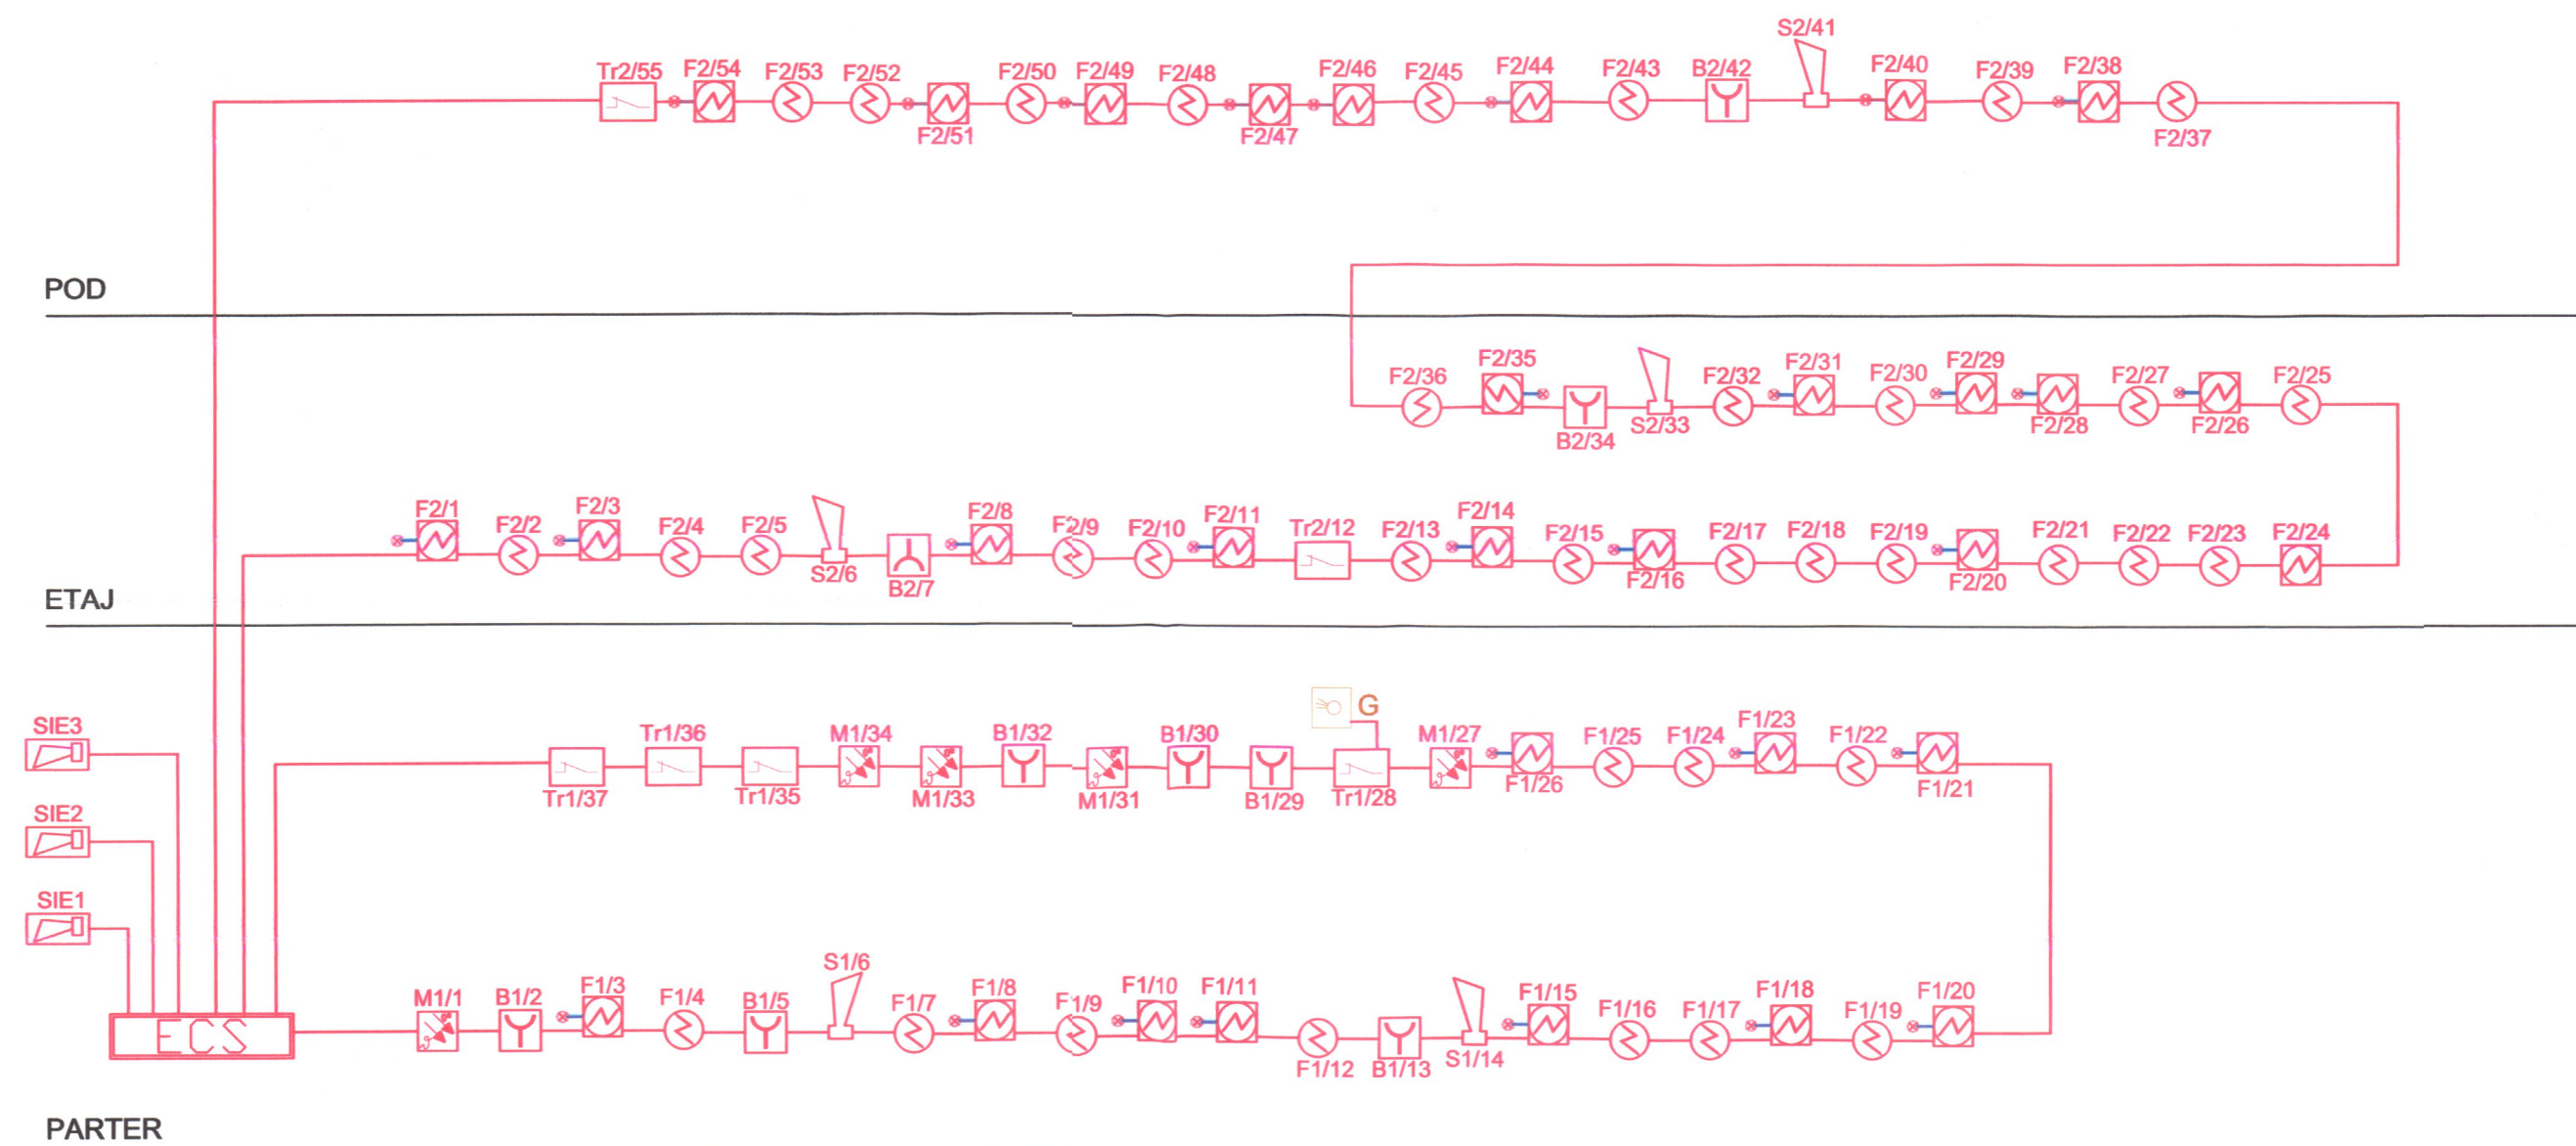 S2/41
Tr2/55 F2/54 F2/53 F2/52 F2/50 F2/49 F2/48 F2/46 F2/45 F2/44 F2/43 B2/42 F2/40 F2/39 F2/38
F2/51 F2/47 F2/37
POD
F2/36 F2/35 F2/32 F2/31 F2/30 F2/29 F2/27 F2/25
B2/34 S2/33 F2/28 F2/26
F2/1 F2/2 F2/3 F2/4 F2/5 F2/8 F2/9 F2/10 F2/11 Tr2/12 F2/13 F2/14 F2/15 F2/17 F2/18 F2/19 F2/21 F2/22 F2/23 F2/24
S2/6 B2/7 F2/16 F2/20
ETAJ
G
SIE3 Tr1/36 M1/34 B1/32 B1/30 M1/27 F1/25 F1/24 F1/23 F1/22
Tr1/37 Tr1/35 M1/33 M1/31 B1/29 Tr1/28 F1/26 F1/21
SIE2
SIE1
S1/6
M1/1 B1/2 F1/3 F1/4 B1/5 F1/7 F1/8 F1/9 F1/10 F1/11 F1/15 F1/16 F1/17 F1/18 F1/19 F1/20
ECS
F1/12 B1/13 S1/14
PARTER